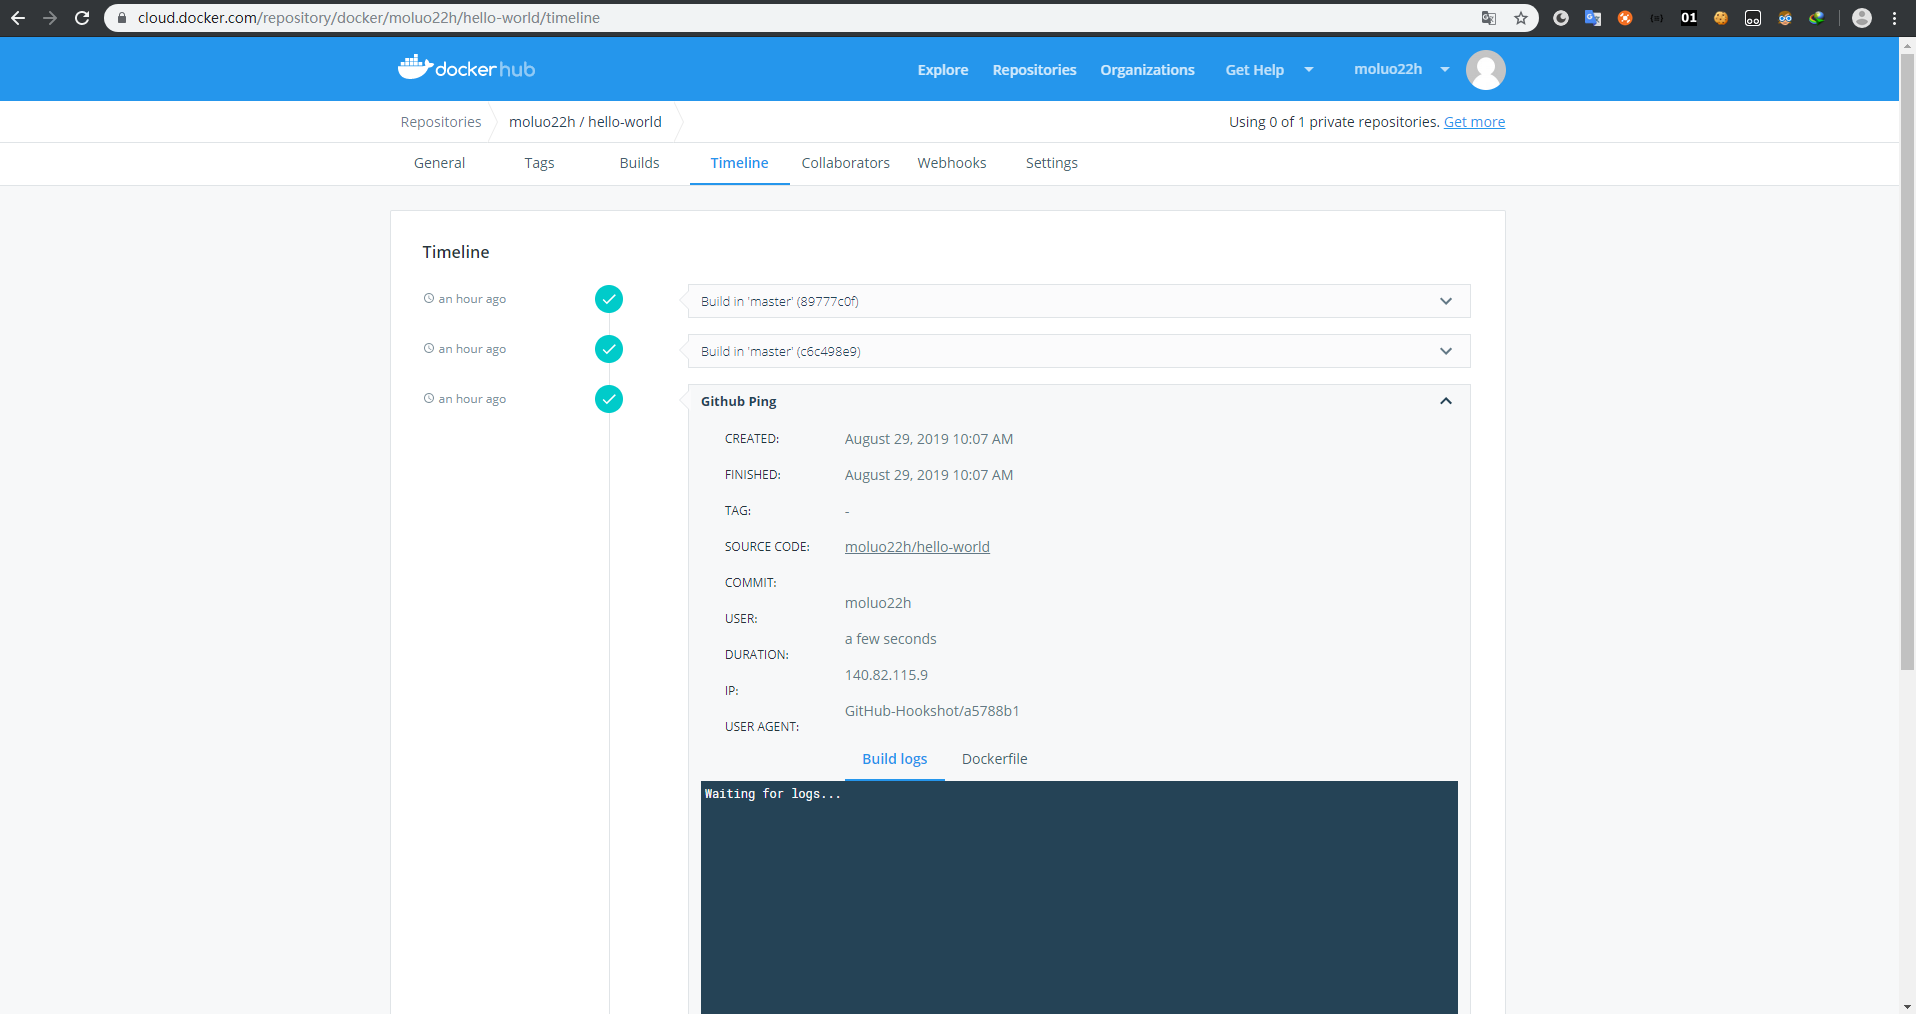 cloud.docker.com/repository/docker/moluo22h/hello-world/timeline
01
docker hub
Explore Repositories Organizations Get Help moluo22h
Repositories moluo22h / hello-world Using 0 of 1 private repositories. Get more
General Tags Builds Timeline Collaborators Webhooks Settings
Timeline
an hour ago Build in 'master' (89777c0f)
an hour ago Build in 'master' (c6c498e9)
an hour ago Github Ping
CREATED: August 29, 2019 10:07 AM
FINISHED: August 29, 2019 10:07 AM
TAG: -
SOURCE CODE: moluo22h/hello-world
COMMIT:
moluo22h
USER:
a few seconds
DURATION:
140.82.115.9
IP:
GitHub-Hookshot/a5788b1
USER AGENT:
Build logs Dockerfile
Waiting for logs...